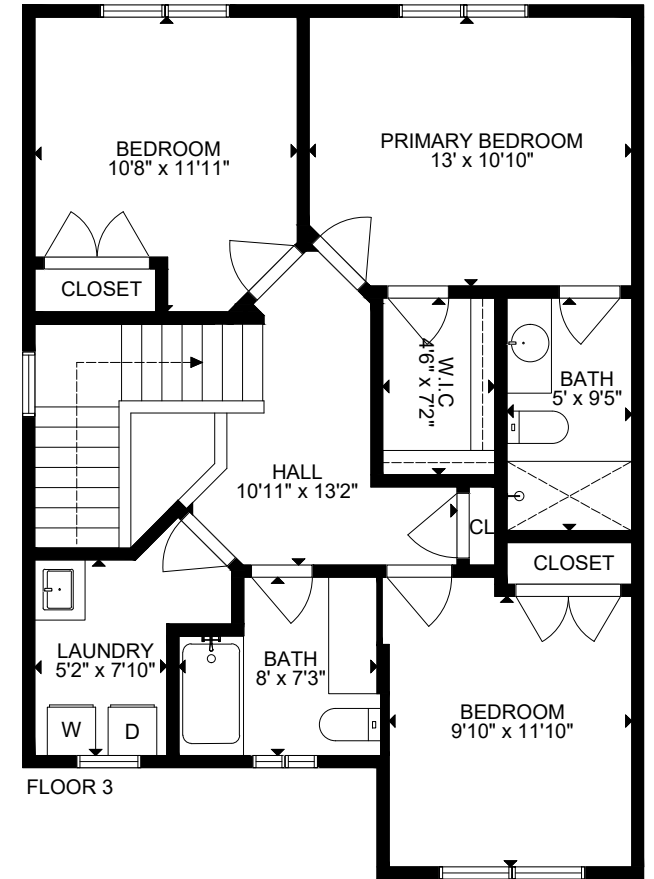 BEDROOM
10'8" x 11'11"
PRIMARY BEDROOM
13' x 10'10"
CLOSET
W.I.C
4'6" x 7'2"
BATH
5' x 9'5"
HALL
10'11" x 13'2"
CL
CLOSET
LAUNDRY
5'2" x 7'10"
BATH
8' x 7'3"
W
D
BEDROOM
9'10" x 11'10"
FLOOR 3